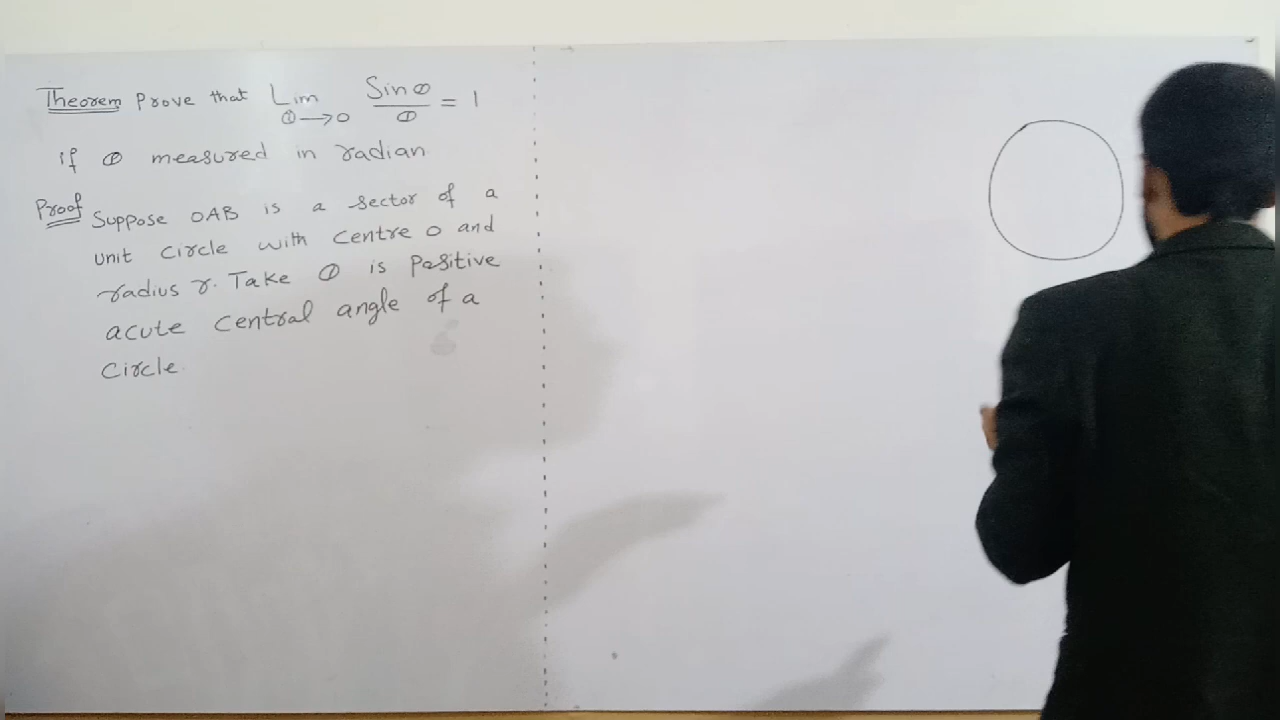 Theorem Prove that Lim θ→0 Sinθ/θ = 1
if θ measured in radian
Proof Suppose OAB is a sector of a
unit Circle with Centre O and
radius r. Take θ is Positive
acute Central angle of a
Circle.